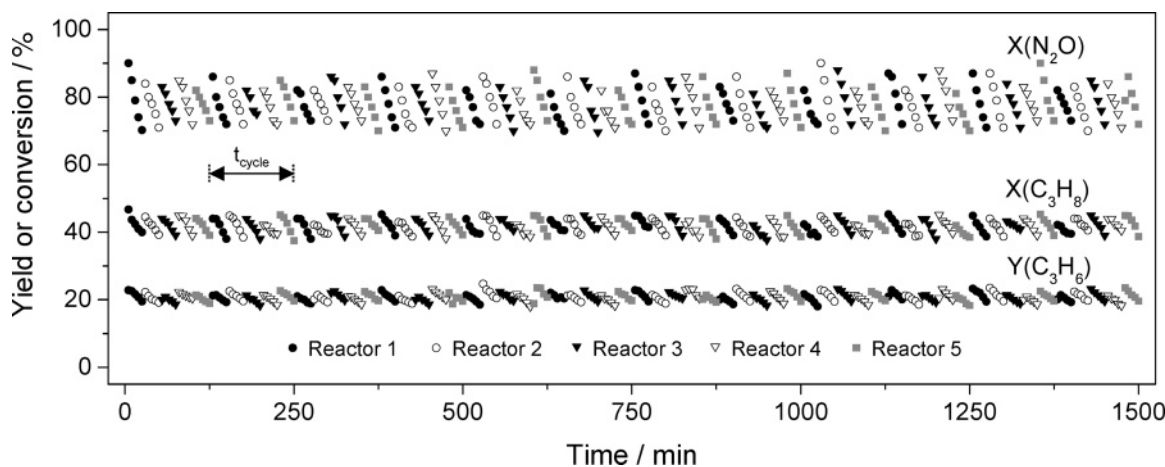 Yield or conversion / %
100
80
60
40
20
0
X(N₂O)
t_cycle
X(C₃H₈)
Y(C₃H₆)
Reactor 1 Reactor 2 Reactor 3 Reactor 4 Reactor 5
0 250 500 750 1000 1250 1500
Time / min